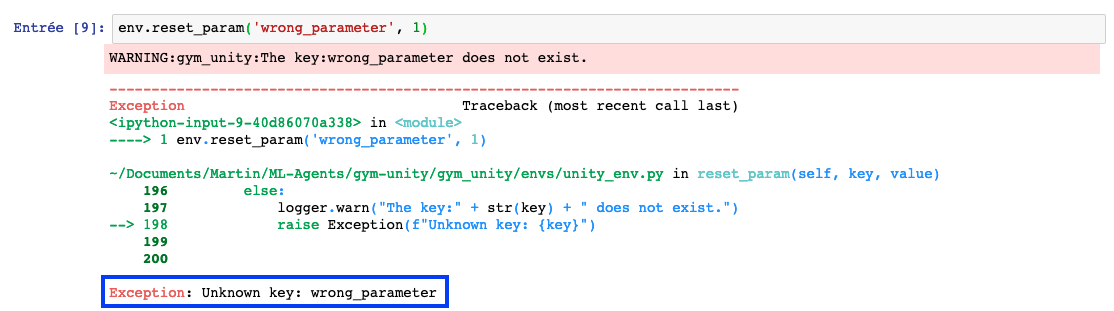 Entrée [9]: env.reset_param('wrong_parameter', 1)
WARNING:gym_unity:The key:wrong_parameter does not exist.
---------------------------------------------------------------------------
Exception                                 Traceback (most recent call last)
<ipython-input-9-40d86070a338> in <module>
----> 1 env.reset_param('wrong_parameter', 1)
~/Documents/Martin/ML-Agents/gym-unity/gym_unity/envs/unity_env.py in reset_param(self, key, value)
    196         else:
    197             logger.warn("The key:" + str(key) + " does not exist.")
--> 198             raise Exception(f"Unknown key: {key}")
    199
    200
Exception: Unknown key: wrong_parameter